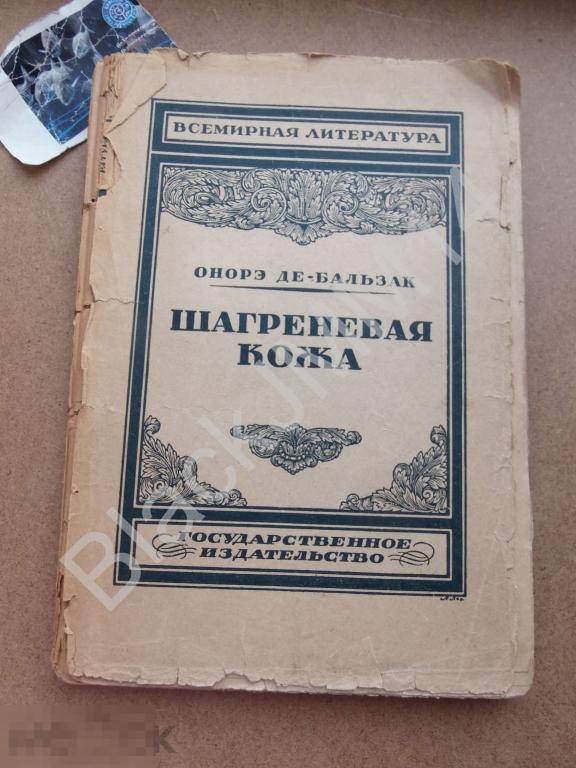 ВСЕМИРНАЯ ЛИТЕРАТУРА
ОНОРЭ ДЕ-БАЛЬЗАК
ШАГРЕНЕВАЯ
КОЖА
ГОСУДАРСТВЕННОЕ
ИЗДАТЕЛЬСТВО